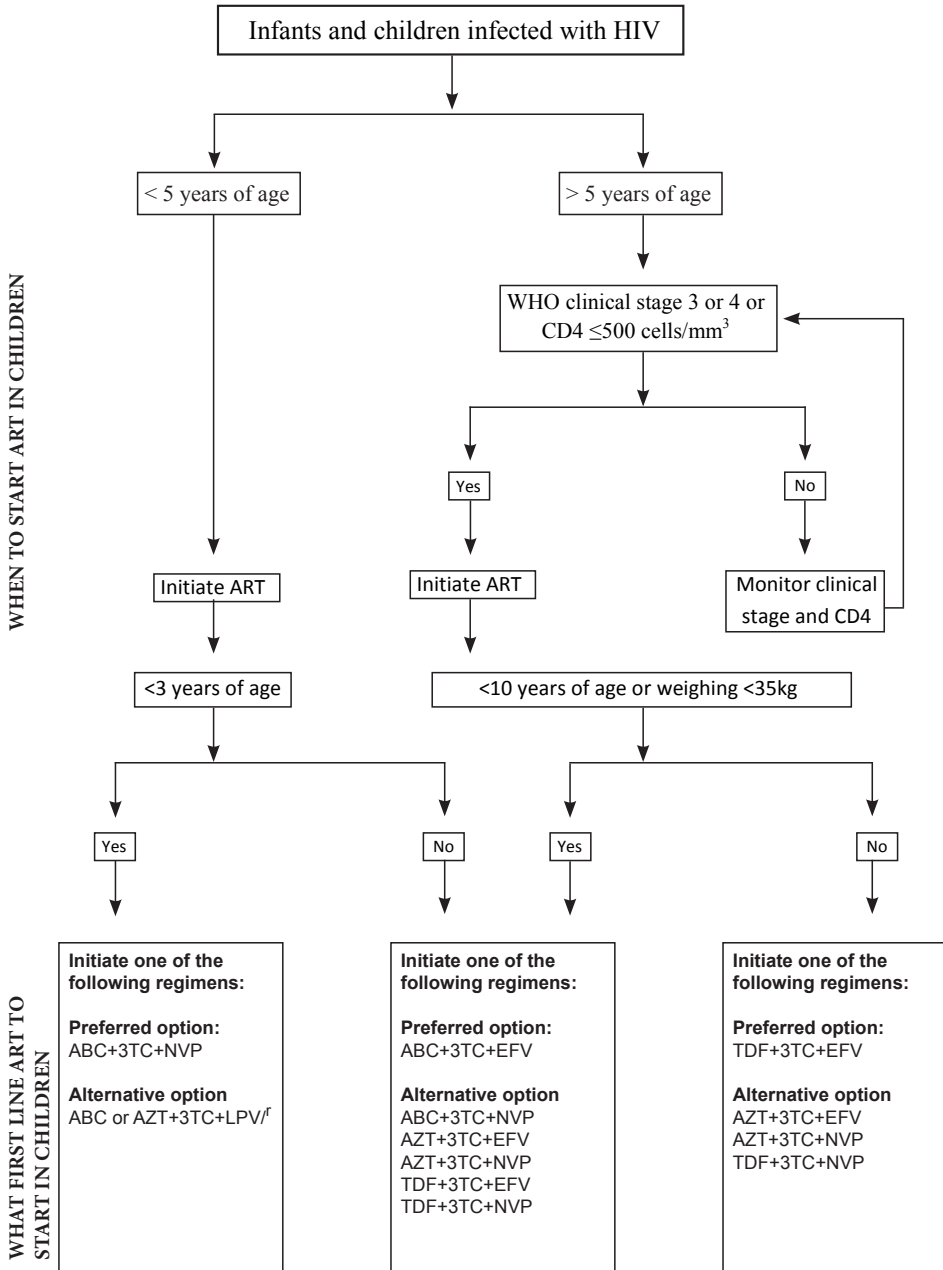 Infants and children infected with HIV
< 5 years of age
> 5 years of age
WHO clinical stage 3 or 4 or
CD4 ≤500 cells/mm³
WHEN TO START ART IN CHILDREN
Yes
No
Initiate ART
Initiate ART
Monitor clinical
stage and CD4
<3 years of age
<10 years of age or weighing <35kg
Yes
No
Yes
No
WHAT FIRST LINE ART TO
START IN CHILDREN
Initiate one of the
following regimens:
Preferred option:
ABC+3TC+NVP
Alternative option
ABC or AZT+3TC+LPV/r
Initiate one of the
following regimens:
Preferred option:
ABC+3TC+EFV
Alternative option
ABC+3TC+NVP
AZT+3TC+EFV
AZT+3TC+NVP
TDF+3TC+EFV
TDF+3TC+NVP
Initiate one of the
following regimens:
Preferred option:
TDF+3TC+EFV
Alternative option
AZT+3TC+EFV
AZT+3TC+NVP
TDF+3TC+NVP